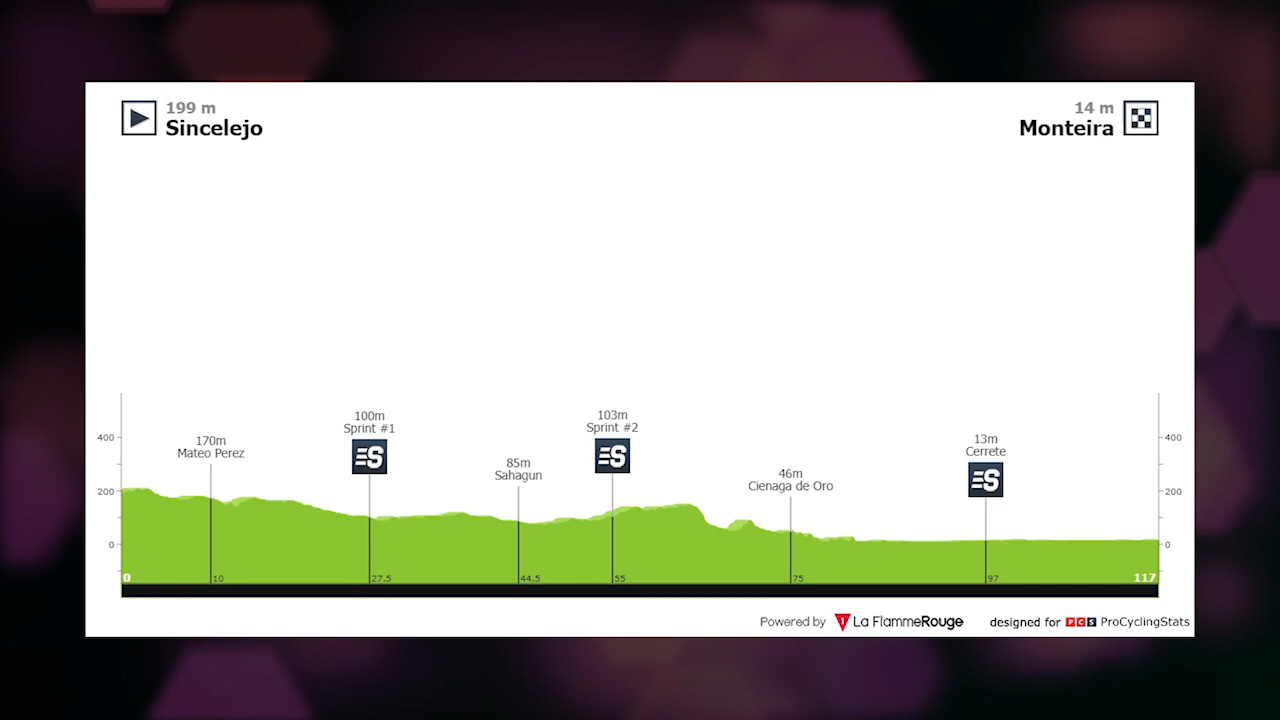 199 m
Sincelejo
14 m
Monteira
170m
Mateo Perez
100m
Sprint #1
S
85m
Sahagun
103m
Sprint #2
S
46m
Cienaga de Oro
13m
Cerrete
S
400
200
0
400
200
0
0
10
27.5
44.5
55
75
97
117
Powered by 1 La FlammeRouge
designed for PCS ProCyclingStats